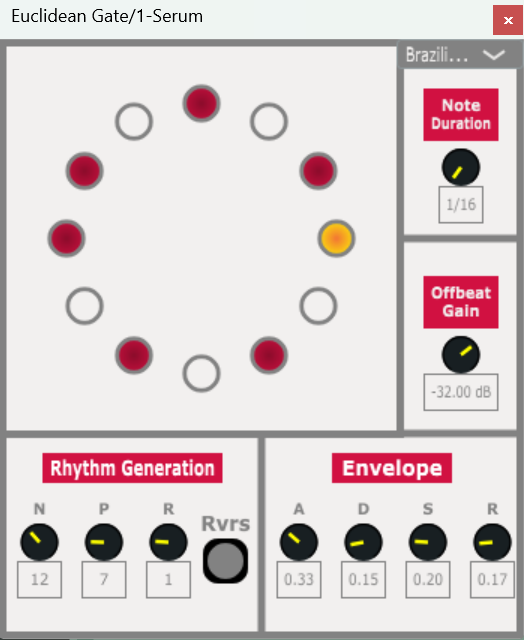 Euclidean Gate/1-Serum
Brazili...
Note
Duration
1/16
Offbeat
Gain
-32.00 dB
Rhythm Generation
N P R
Rvrs
12 7 1
Envelope
A D S R
0.33 0.15 0.20 0.17